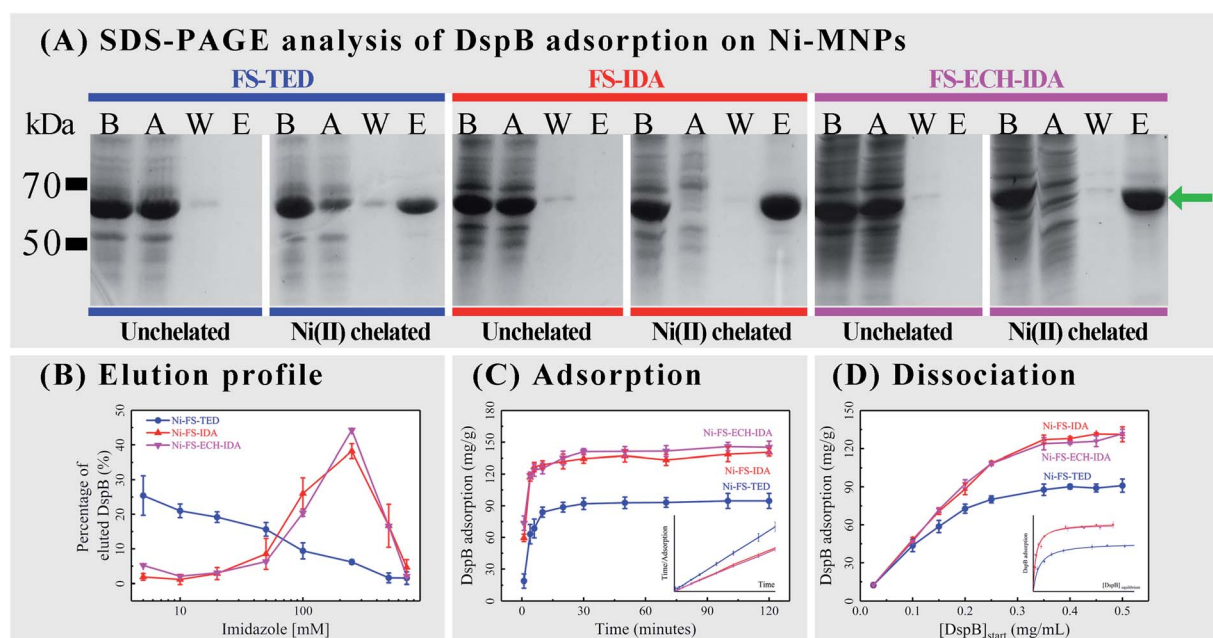 (A) SDS-PAGE analysis of DspB adsorption on Ni-MNPs
FS-TED FS-IDA FS-ECH-IDA
kDa B A W E B A W E B A W E B A W E B A W E B A W E
70
50
Unchelated Ni(II) chelated Unchelated Ni(II) chelated Unchelated Ni(II) chelated
(B) Elution profile
Percentage of
eluted DspB (%)
50
40
30
20
10
0
Ni-FS-TED
Ni-FS-IDA
Ni-FS-ECH-IDA
10 100
Imidazole [mM]
(C) Adsorption
DspB adsorption (mg/g)
180
150
120
90
60
30
0
Ni-FS-ECH-IDA
Ni-FS-IDA
Ni-FS-TED
Time/Adsorption
Time
0 20 40 60 80 100 120
Time (minutes)
(D) Dissociation
DspB adsorption (mg/g)
150
120
90
60
30
0
Ni-FS-IDA
Ni-FS-ECH-IDA
Ni-FS-TED
DspB adsorption
[DspB]equilibrium
0.0 0.1 0.2 0.3 0.4 0.5
[DspB]start (mg/mL)